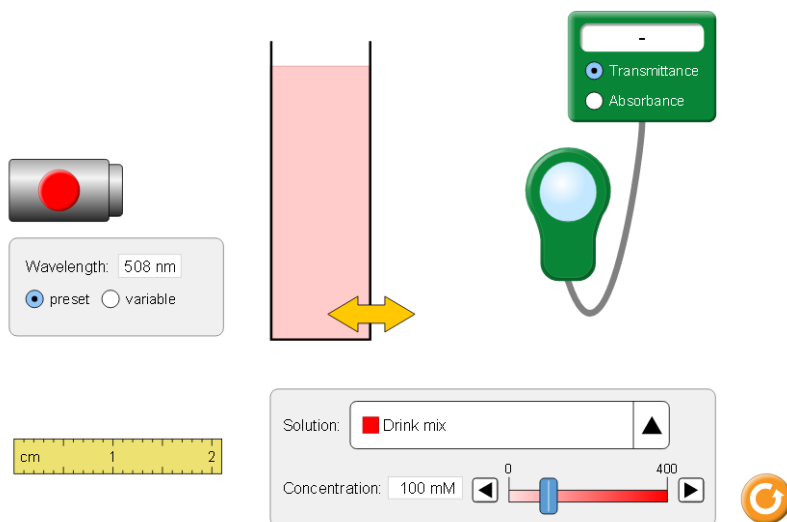 -
Transmittance
Absorbance
Wavelength: 508 nm
preset variable
cm 1 2
Solution: Drink mix
0 400
Concentration: 100 mM